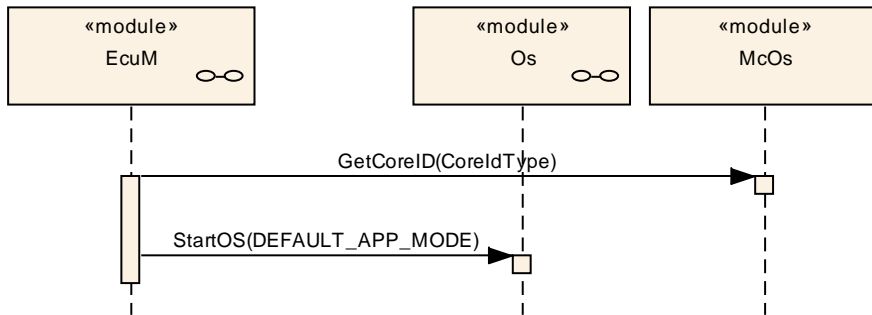 «module»
EcuM
«module»
Os
«module»
McOs
GetCoreID(CoreIdType)
StartOS(DEFAULT_APP_MODE)